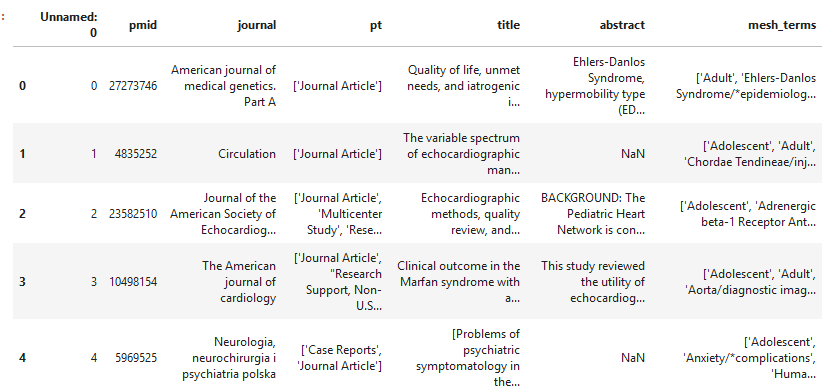 :
Unnamed: 0 pmid journal pt title abstract mesh_terms
0 0 27273746 American journal of medical genetics. Part A ['Journal Article'] Quality of life, unmet needs, and iatrogenic i... Ehlers-Danlos Syndrome, hypermobility type (ED... ['Adult', 'Ehlers-Danlos Syndrome/*epidemiolog...
1 1 4835252 Circulation ['Journal Article'] The variable spectrum of echocardiographic man... NaN ['Adolescent', 'Adult', 'Chordae Tendineae/inj...
2 2 23582510 Journal of the American Society of Echocardiog... ['Journal Article', 'Multicenter Study', 'Rese... Echocardiographic methods, quality review, and... BACKGROUND: The Pediatric Heart Network is con... ['Adolescent', 'Adrenergic beta-1 Receptor Ant...
3 3 10498154 The American journal of cardiology ['Journal Article', "Research Support, Non-U.S... Clinical outcome in the Marfan syndrome with a... This study reviewed the utility of echocardiog... ['Adolescent', 'Adult', 'Aorta/diagnostic imag...
4 4 5969525 Neurologia, neurochirurgia i psychiatria polska ['Case Reports', 'Journal Article'] [Problems of psychiatric symptomatology in the... NaN ['Adolescent', 'Anxiety/*complications', 'Huma...